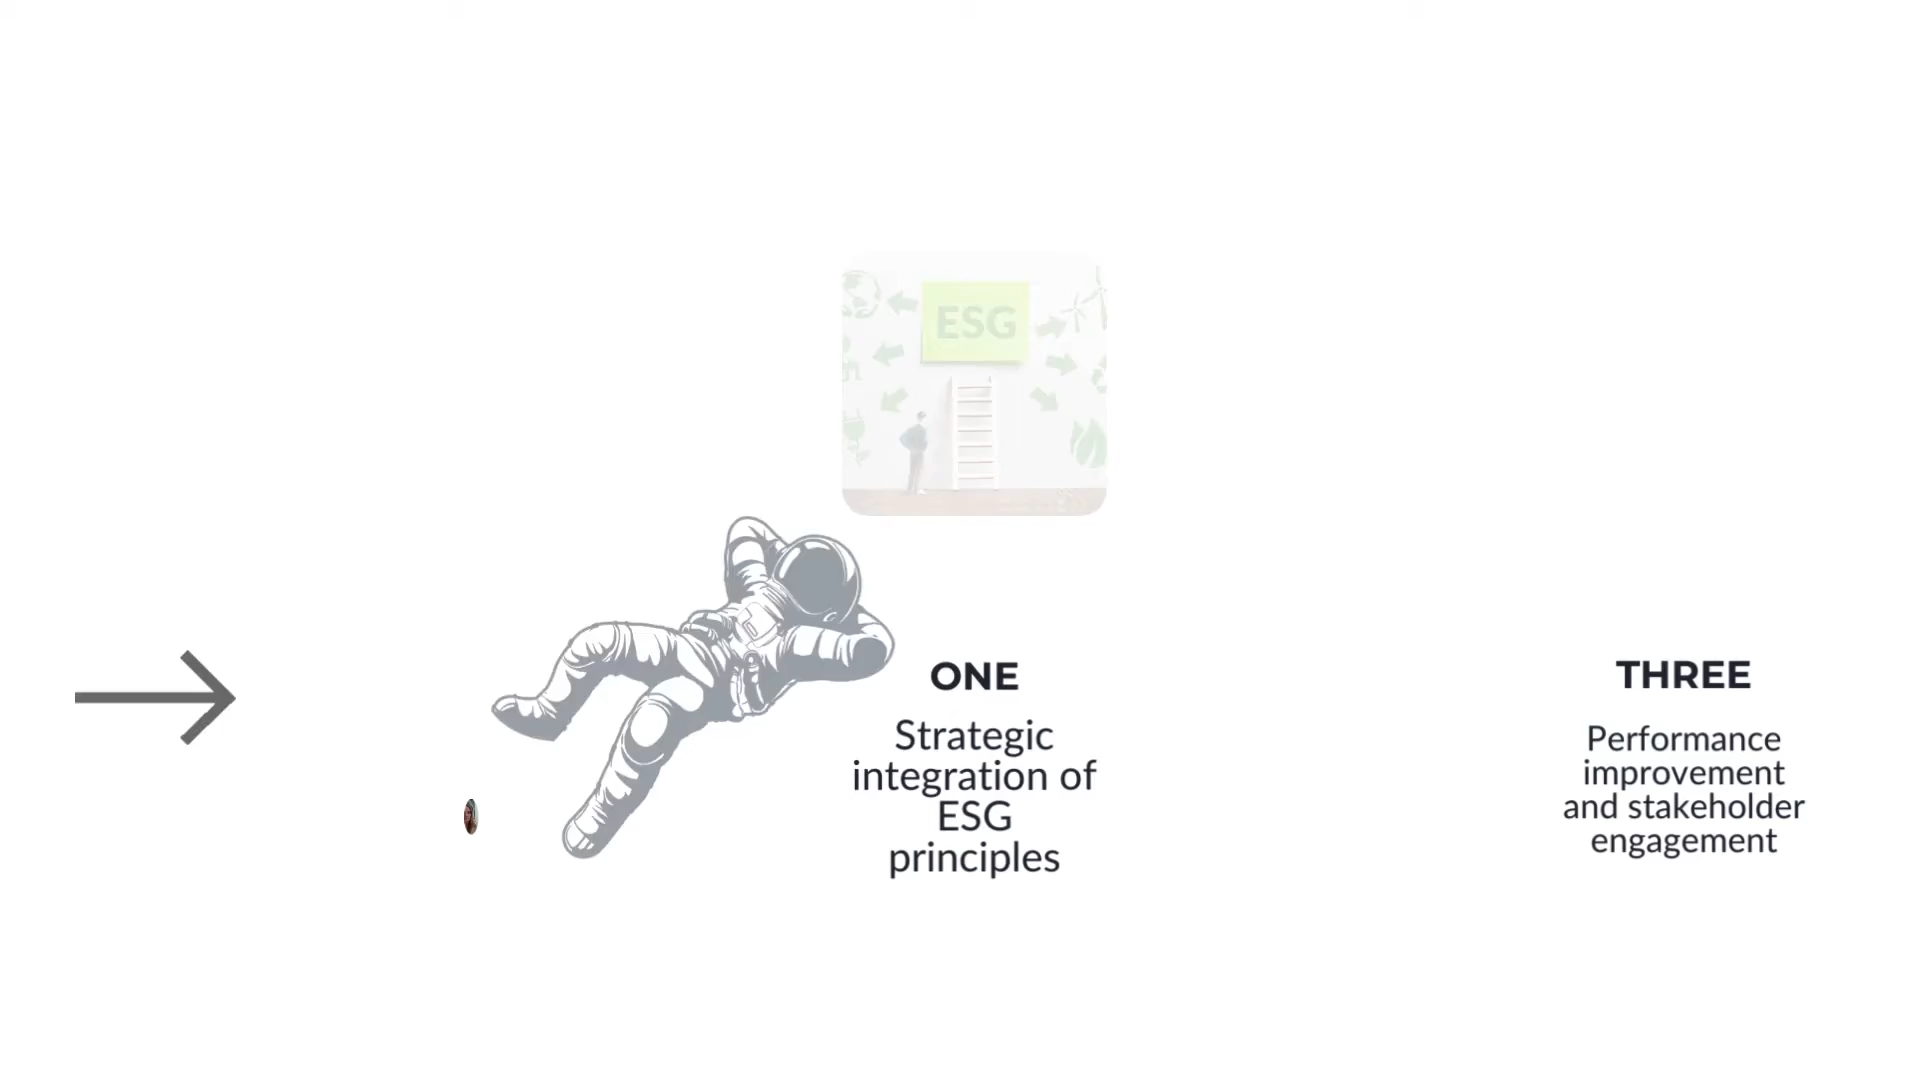 ESG
ONE
Strategic
integration of
ESG
principles
THREE
Performance
improvement
and stakeholder
engagement